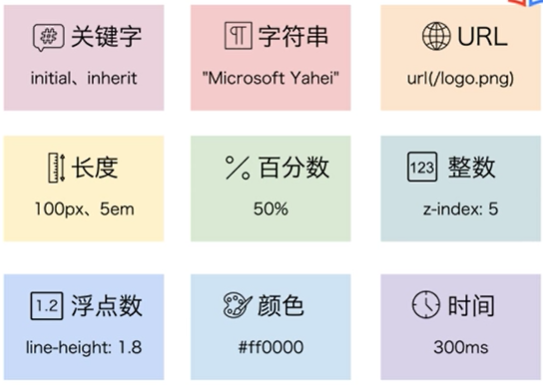 关键字
initial、inherit
字符串
"Microsoft Yahei"
URL
url(/logo.png)
长度
100px、5em
百分数
50%
123 整数
z-index: 5
1.2 浮点数
line-height: 1.8
颜色
#ff0000
时间
300ms